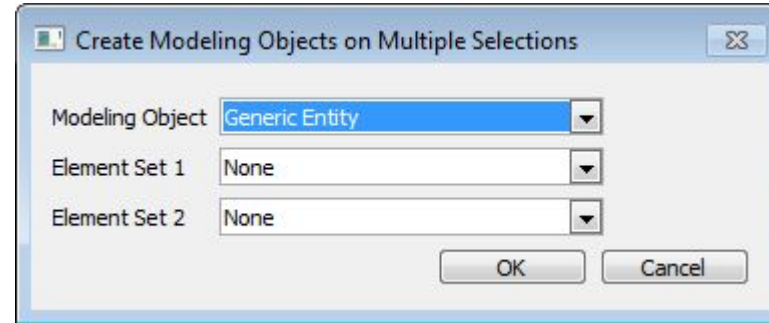 Create Modeling Objects on Multiple Selections
Modeling Object Generic Entity
Element Set 1 None
Element Set 2 None
OK Cancel